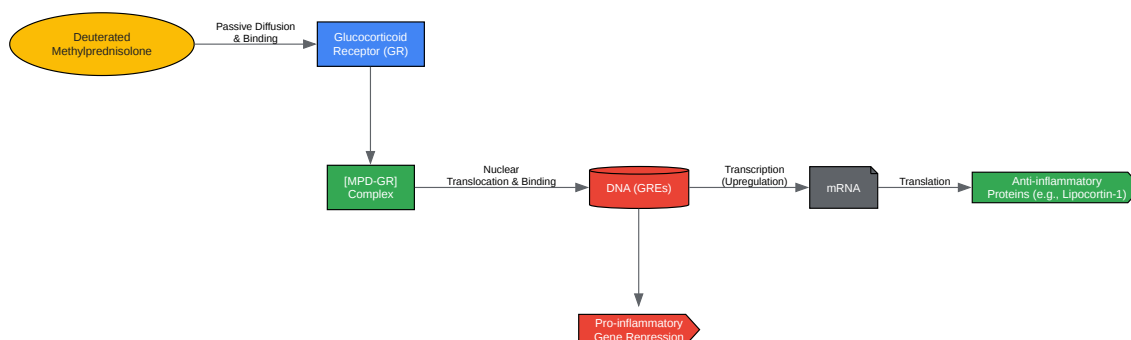 Deuterated
Methylprednisolone
Passive Diffusion
& Binding
Glucocorticoid
Receptor (GR)
[MPD-GR]
Complex
Nuclear
Translocation & Binding
DNA (GREs)
Transcription
(Upregulation)
mRNA
Translation
Anti-inflammatory
Proteins (e.g., Lipocortin-1)
Pro-inflammatory
Gene Repression